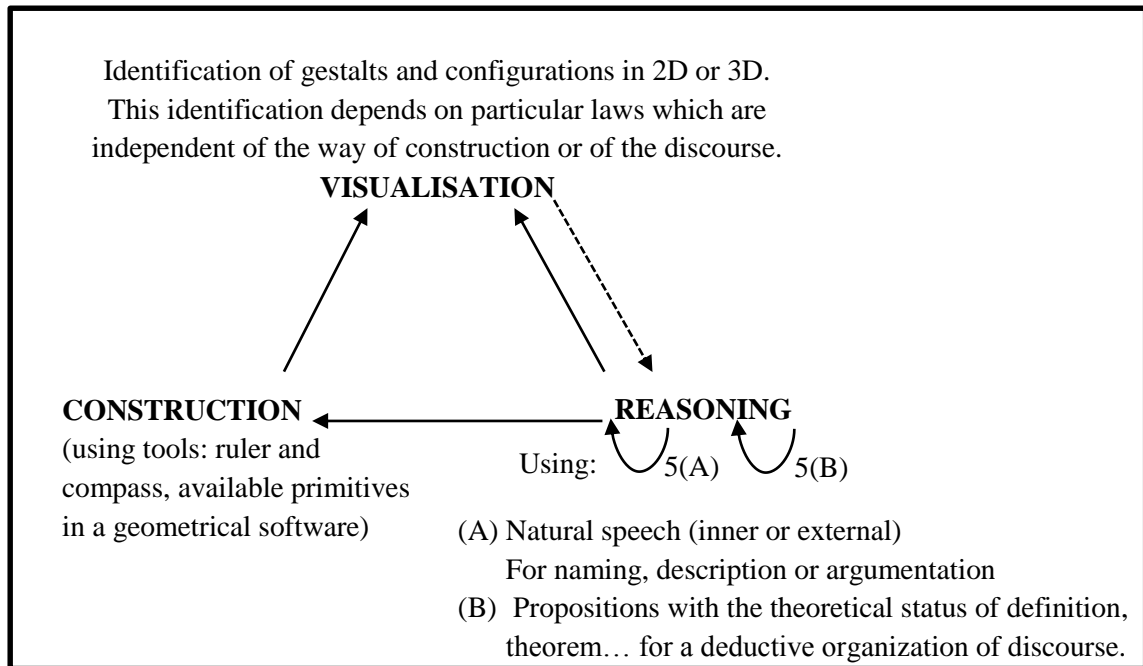 Identification of gestalts and configurations in 2D or 3D.
This identification depends on particular laws which are
independent of the way of construction or of the discourse.
VISUALISATION
CONSTRUCTION
(using tools: ruler and
compass, available primitives
in a geometrical software)
REASONING
Using: 5(A) 5(B)
(A) Natural speech (inner or external)
For naming, description or argumentation
(B) Propositions with the theoretical status of definition,
theorem… for a deductive organization of discourse.